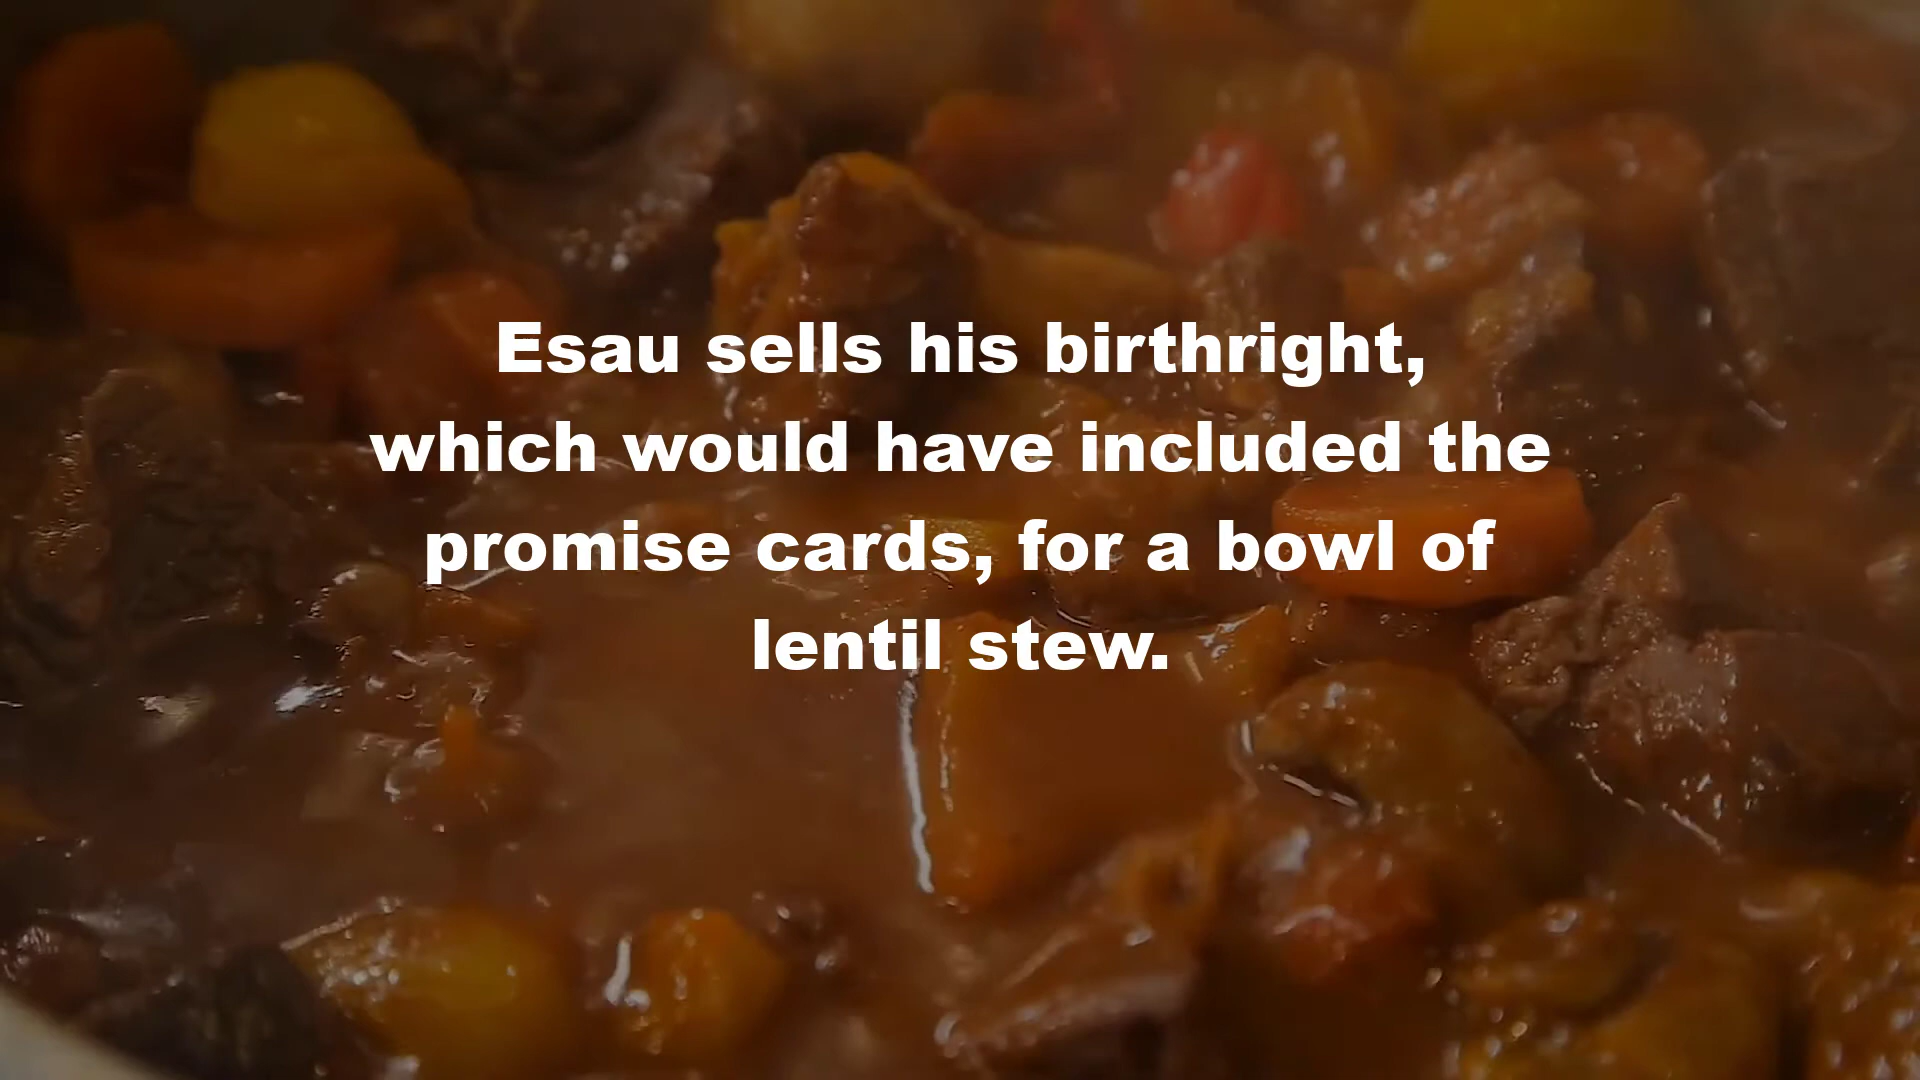 Esau sells his birthright,
which would have included the
promise cards, for a bowl of
lentil stew.